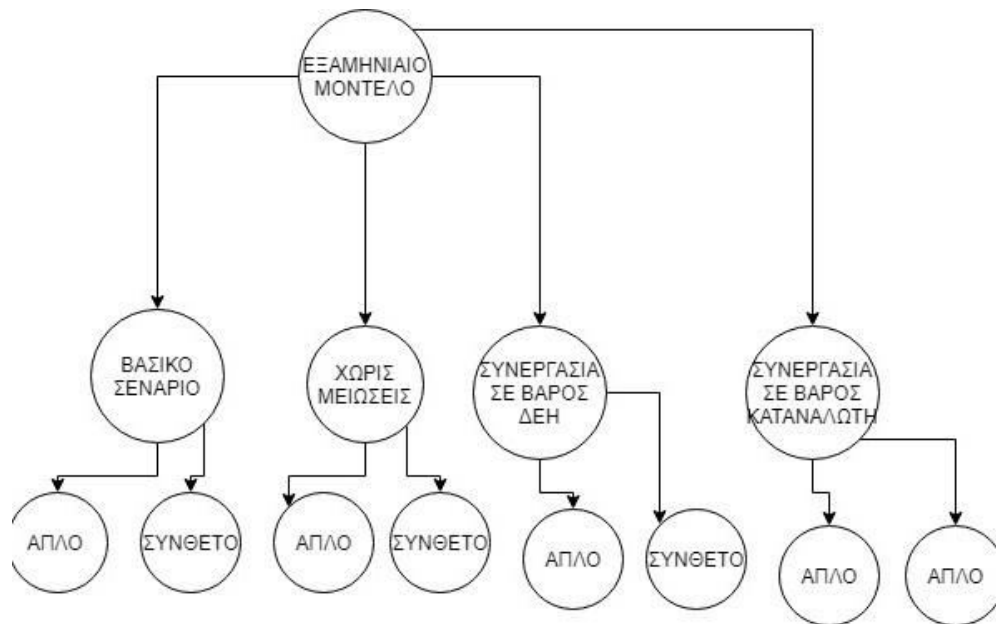 ΕΞΑΜΗΝΙΑΙΟ
ΜΟΝΤΕΛΟ
ΒΑΣΙΚΟ
ΣΕΝΑΡΙΟ
ΧΩΡΙΣ
ΜΕΙΩΣΕΙΣ
ΣΥΝΕΡΓΑΣΙΑ
ΣΕ ΒΑΡΟΣ
ΔΕΗ
ΣΥΝΕΡΓΑΣΙΑ
ΣΕ ΒΑΡΟΣ
ΚΑΤΑΝΑΛΩΤΗ
ΑΠΛΟ
ΣΥΝΘΕΤΟ
ΑΠΛΟ
ΣΥΝΘΕΤΟ
ΑΠΛΟ
ΣΥΝΘΕΤΟ
ΑΠΛΟ
ΑΠΛΟ